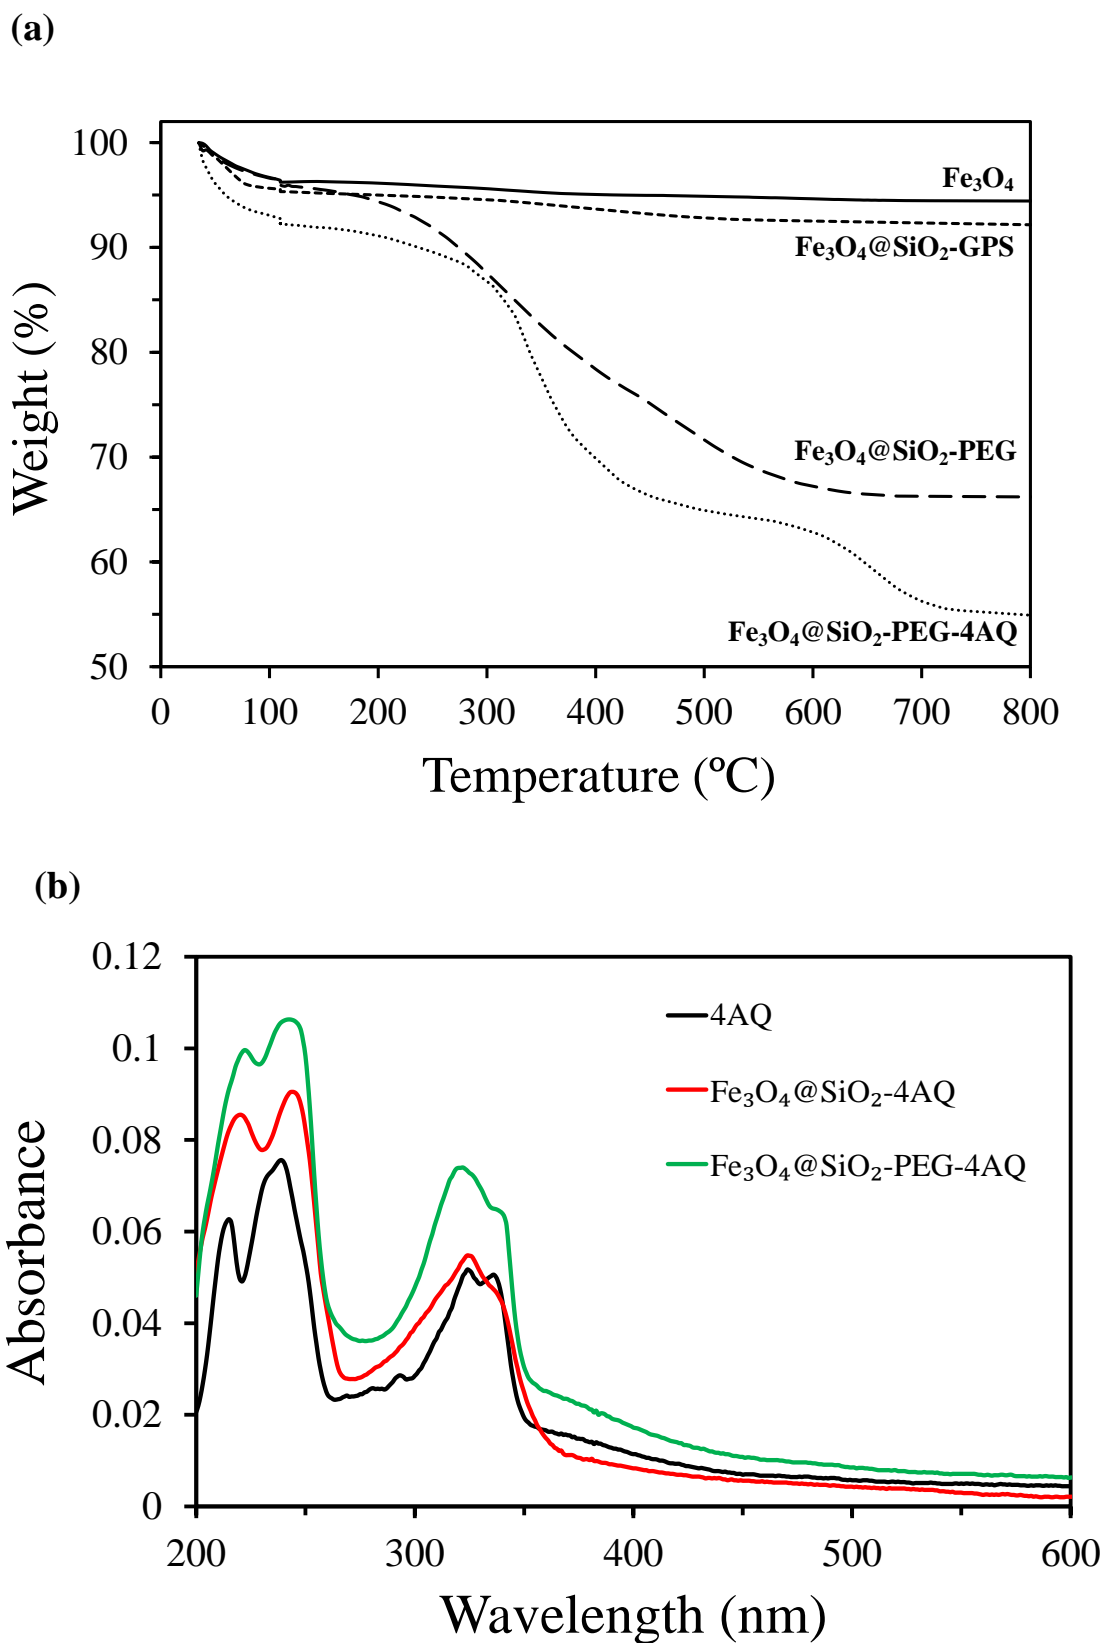 (a)
100
90
80
70
60
50
Weight (%)
Fe₃O₄
Fe₃O₄@SiO₂-GPS
Fe₃O₄@SiO₂-PEG
Fe₃O₄@SiO₂-PEG-4AQ
0 100 200 300 400 500 600 700 800
Temperature (ºC)
(b)
0.12
0.1
0.08
0.06
0.04
0.02
0
Absorbance
4AQ
Fe₃O₄@SiO₂-4AQ
Fe₃O₄@SiO₂-PEG-4AQ
200 300 400 500 600
Wavelength (nm)